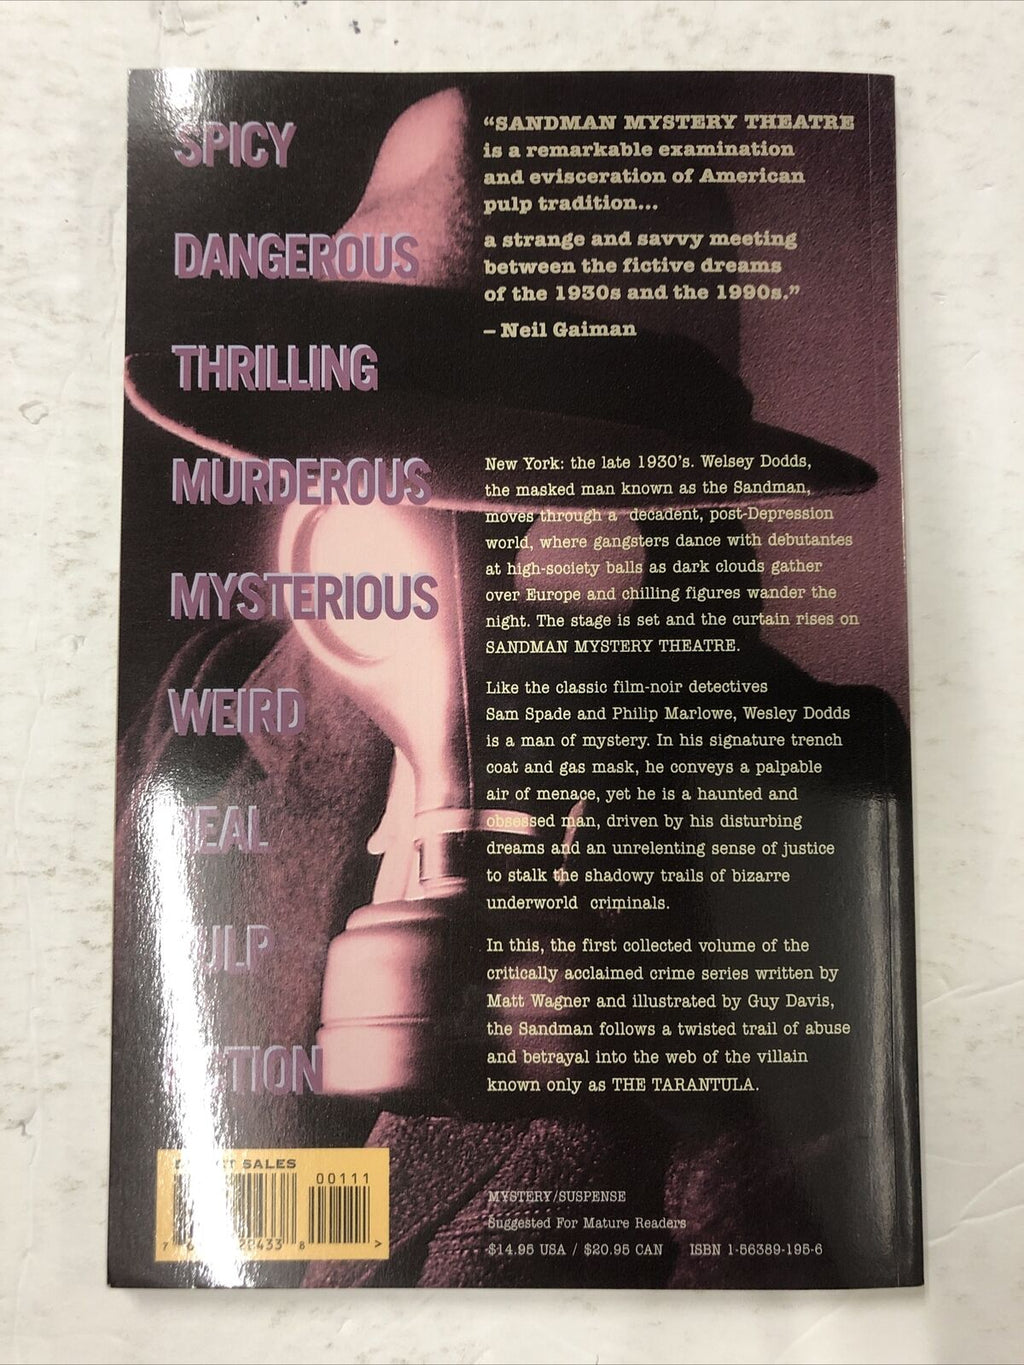 SPICY
DANGEROUS
THRILLING
MURDEROUS
MYSTERIOUS
WEIRD
“SANDMAN MYSTERY THEATRE
is a remarkable examination
and evisceration of American
pulp tradition...
a strange and savvy meeting
between the fictive dreams
of the 1930s and the 1990s.”
– Neil Gaiman
New York: the late 1930's. Welsey Dodds,
the masked man known as the Sandman,
moves through a decadent, post-Depression
world, where gangsters dance with debutantes
at high-society balls as dark clouds gather
over Europe and chilling figures wander the
night. The stage is set and the curtain rises on
SANDMAN MYSTERY THEATRE.
Like the classic film-noir detectives
Sam Spade and Philip Marlowe, Wesley Dodds
is a man of mystery. In his signature trench
coat and gas mask, he conveys a palpable
air of menace, yet he is a haunted and
obsessed man, driven by his disturbing
dreams and an unrelenting sense of justice
to stalk the shadowy trails of bizarre
underworld criminals.
In this, the first collected volume of the
critically acclaimed crime series written by
Matt Wagner and illustrated by Guy Davis,
the Sandman follows a twisted trail of abuse
and betrayal into the web of the villain
known only as THE TARANTULA.
SALES
00111
MYSTERY/SUSPENSE
Suggested For Mature Readers
$14.95 USA / $20.95 CAN ISBN 1-56389-195-6